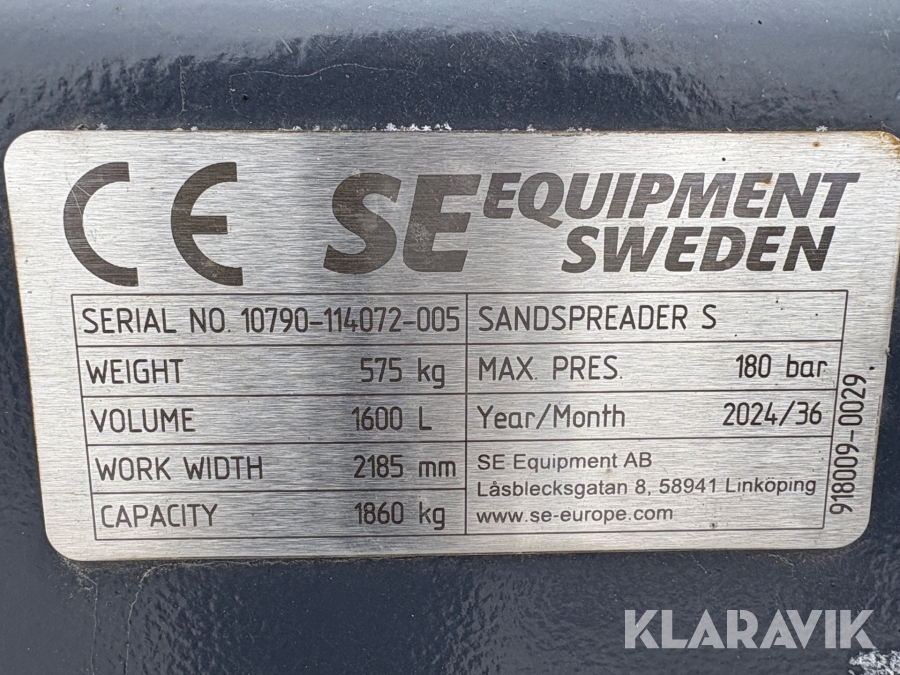 CE SE EQUIPMENT
SWEDEN
SERIAL NO. 10790-114072-005 SANDSPREADER S
WEIGHT 575 kg MAX. PRES. 180 bar
VOLUME 1600 L Year/Month 2024/36
WORK WIDTH 2185 mm SE Equipment AB
Låsblecksgatan 8, 58941 Linköping
CAPACITY 1860 kg www.se-europe.com
918009-0029.
KLARAVIK